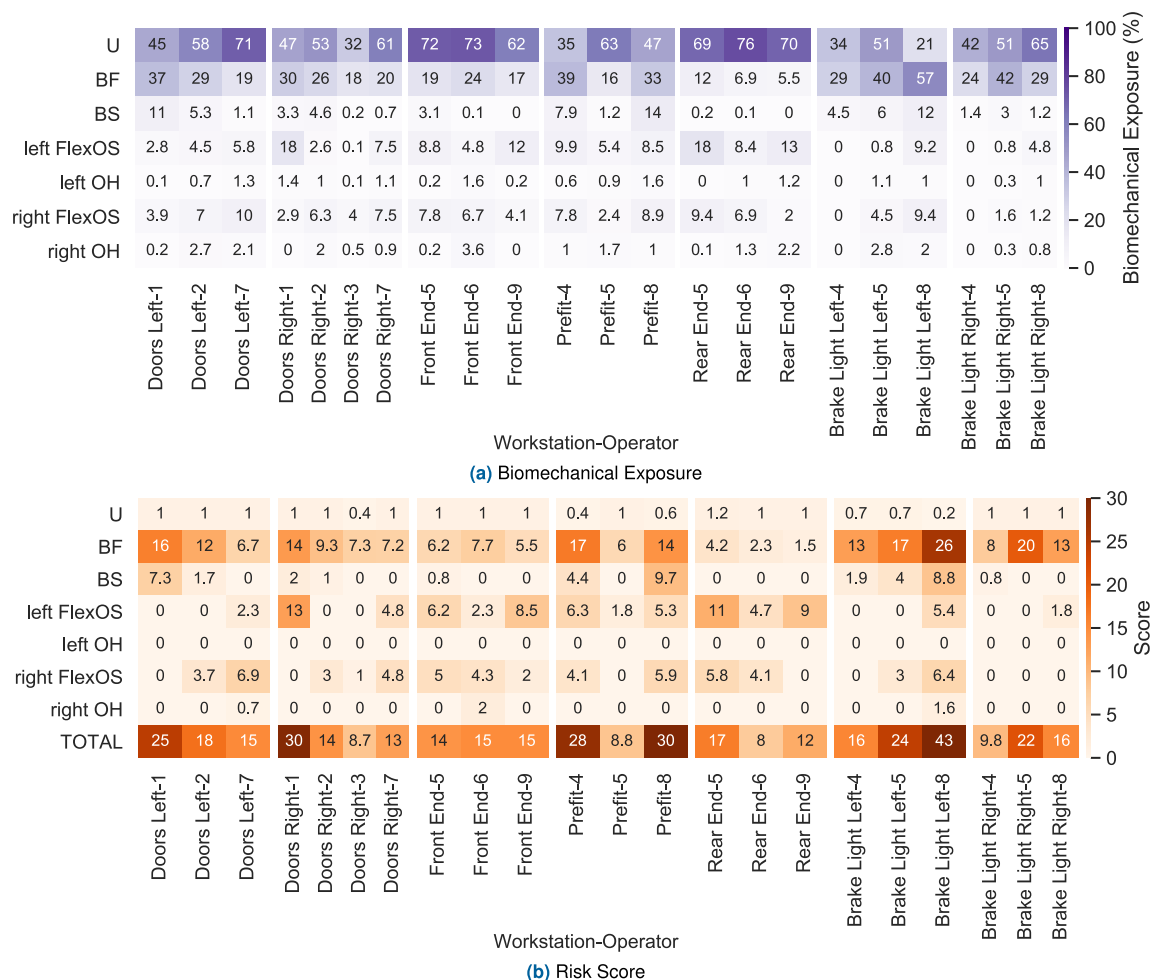 U 45 58 71 47 53 32 61 72 73 62 35 63 47 69 76 70 34 51 21 42 51 65
BF 37 29 19 30 26 18 20 19 24 17 39 16 33 12 6.9 5.5 29 40 57 24 42 29
BS 11 5.3 1.1 3.3 4.6 0.2 0.7 3.1 0.1 0 7.9 1.2 14 0.2 0.1 0 4.5 6 12 1.4 3 1.2
left FlexOS 2.8 4.5 5.8 18 2.6 0.1 7.5 8.8 4.8 12 9.9 5.4 8.5 18 8.4 13 0 0.8 9.2 0 0.8 4.8
left OH 0.1 0.7 1.3 1.4 1 0.1 1.1 0.2 1.6 0.2 0.6 0.9 1.6 0 1 1.2 0 1.1 1 0 0.3 1
right FlexOS 3.9 7 10 2.9 6.3 4 7.5 7.8 6.7 4.1 7.8 2.4 8.9 9.4 6.9 2 0 4.5 9.4 0 1.6 1.2
right OH 0.2 2.7 2.1 0 2 0.5 0.9 0.2 3.6 0 1 1.7 1 0.1 1.3 2.2 0 2.8 2 0 0.3 0.8
100
80
60
40
20
0
Biomechanical Exposure (%)
Doors Left-1
Doors Left-2
Doors Left-7
Doors Right-1
Doors Right-2
Doors Right-3
Doors Right-7
Front End-5
Front End-6
Front End-9
Prefit-4
Prefit-5
Prefit-8
Rear End-5
Rear End-6
Rear End-9
Brake Light Left-4
Brake Light Left-5
Brake Light Left-8
Brake Light Right-4
Brake Light Right-5
Brake Light Right-8
Workstation-Operator
(a) Biomechanical Exposure
U 1 1 1 1 1 0.4 1 1 1 1 0.4 1 0.6 1.2 1 1 0.7 0.7 0.2 1 1 1
BF 16 12 6.7 14 9.3 7.3 7.2 6.2 7.7 5.5 17 6 14 4.2 2.3 1.5 13 17 26 8 20 13
BS 7.3 1.7 0 2 1 0 0 0.8 0 0 4.4 0 9.7 0 0 0 1.9 4 8.8 0.8 0 0
left FlexOS 0 0 2.3 13 0 0 4.8 6.2 2.3 8.5 6.3 1.8 5.3 11 4.7 9 0 0 5.4 0 0 1.8
left OH 0 0 0 0 0 0 0 0 0 0 0 0 0 0 0 0 0 0 0 0 0 0
right FlexOS 0 3.7 6.9 0 3 1 4.8 5 4.3 2 4.1 0 5.9 5.8 4.1 0 0 3 6.4 0 0 0
right OH 0 0 0.7 0 0 0 0 0 2 0 0 0 0 0 0 0 0 0 1.6 0 0 0
TOTAL 25 18 15 30 14 8.7 13 14 15 15 28 8.8 30 17 8 12 16 24 43 9.8 22 16
30
25
20
15
10
5
0
Score
Doors Left-1
Doors Left-2
Doors Left-7
Doors Right-1
Doors Right-2
Doors Right-3
Doors Right-7
Front End-5
Front End-6
Front End-9
Prefit-4
Prefit-5
Prefit-8
Rear End-5
Rear End-6
Rear End-9
Brake Light Left-4
Brake Light Left-5
Brake Light Left-8
Brake Light Right-4
Brake Light Right-5
Brake Light Right-8
Workstation-Operator
(b) Risk Score